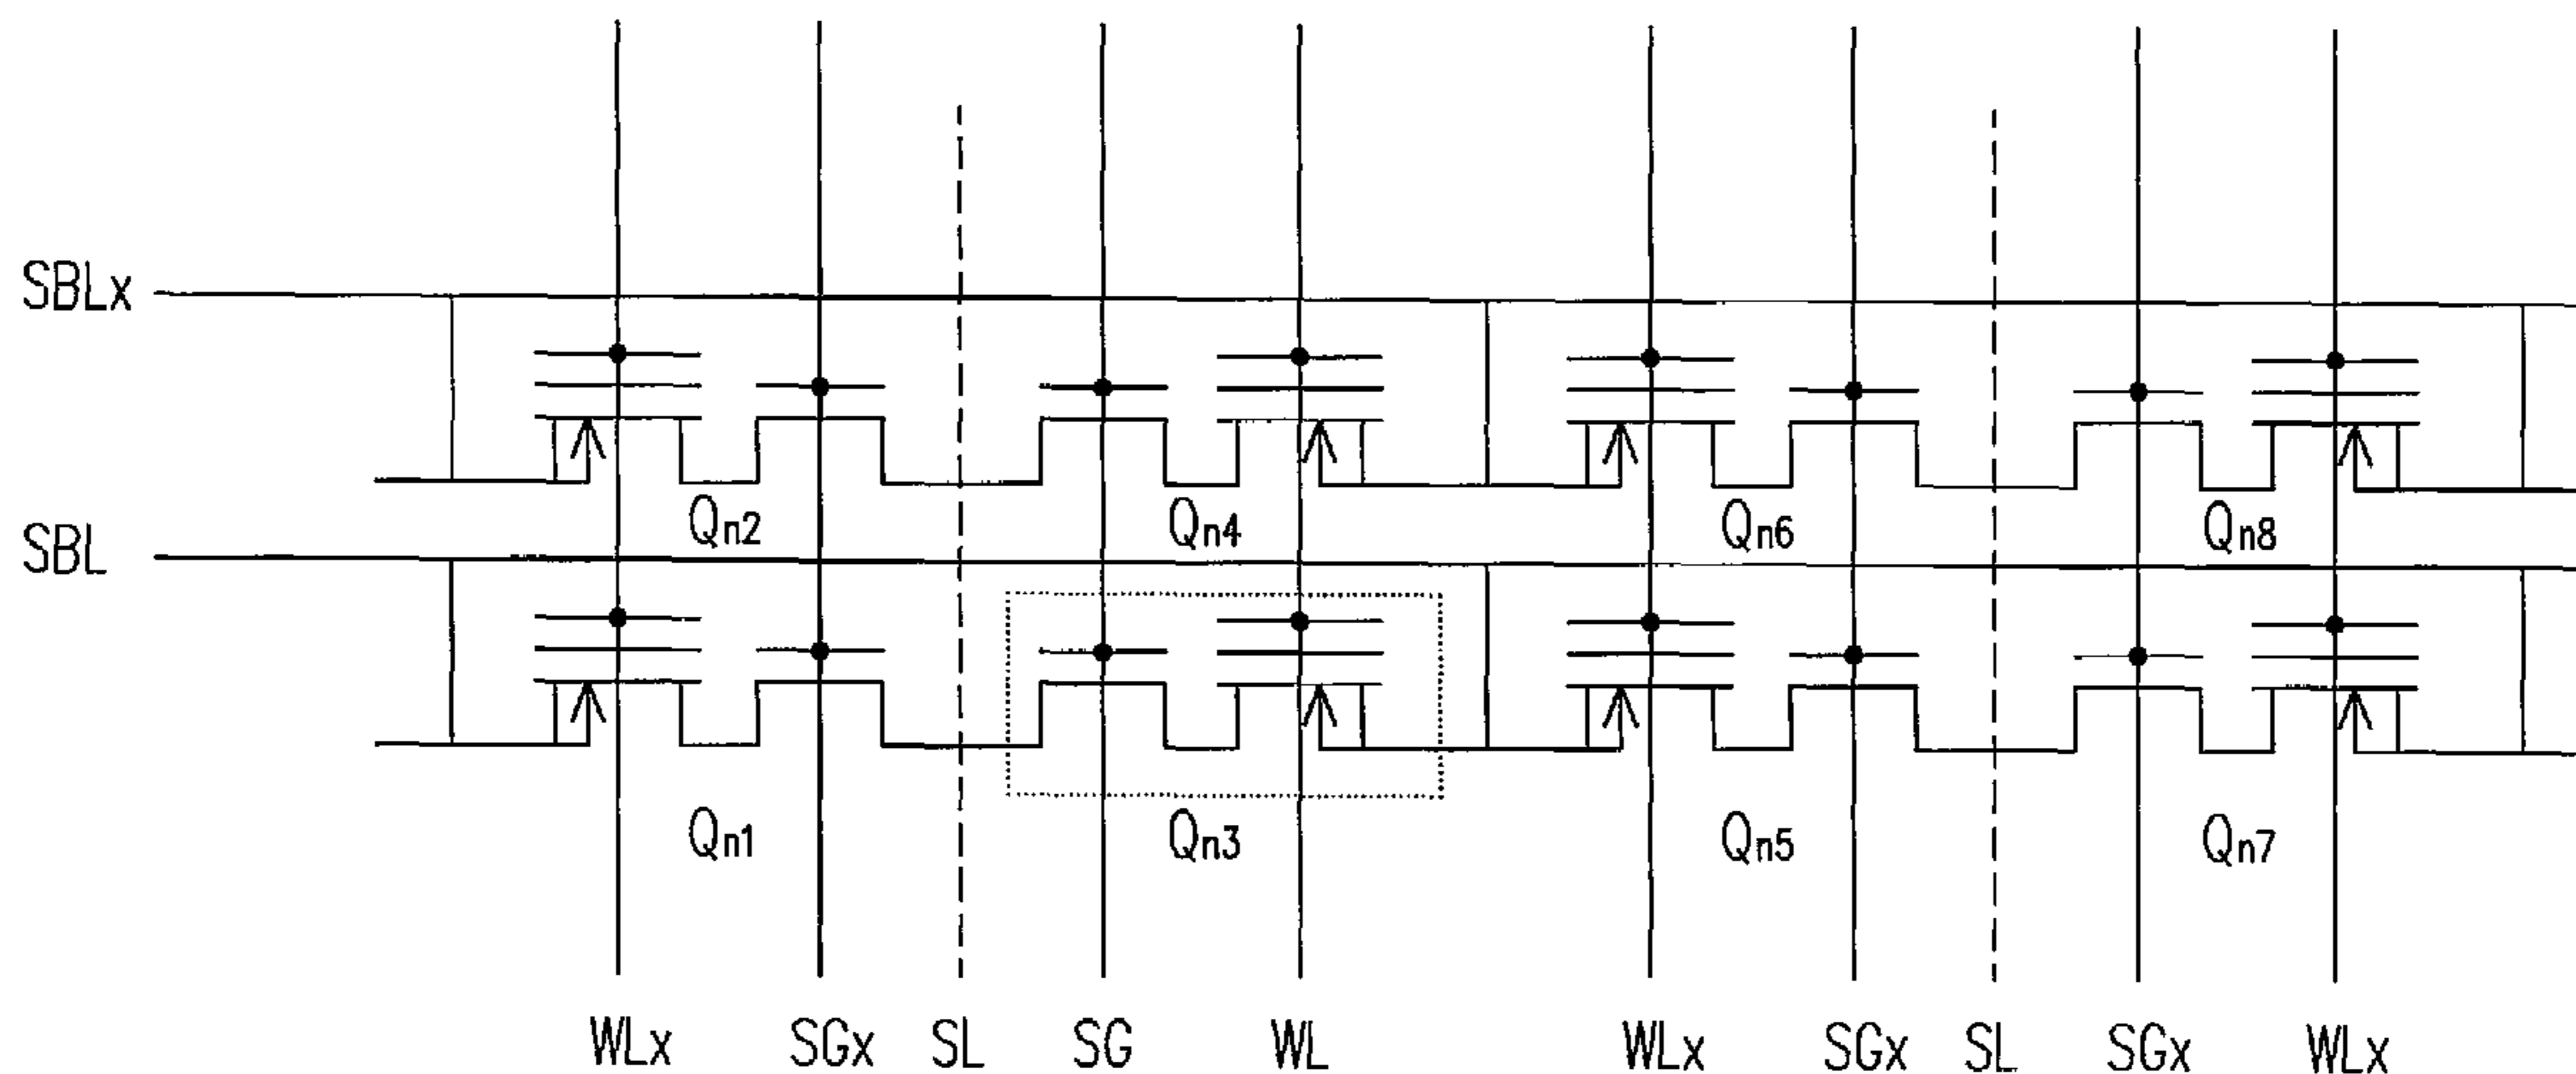 SBLx
Qn2 Qn4 Qn6 Qn8
SBL
Qn1 Qn3 Qn5 Qn7
WLx SGx SL SG WL WLx SGx SL SGx WLx